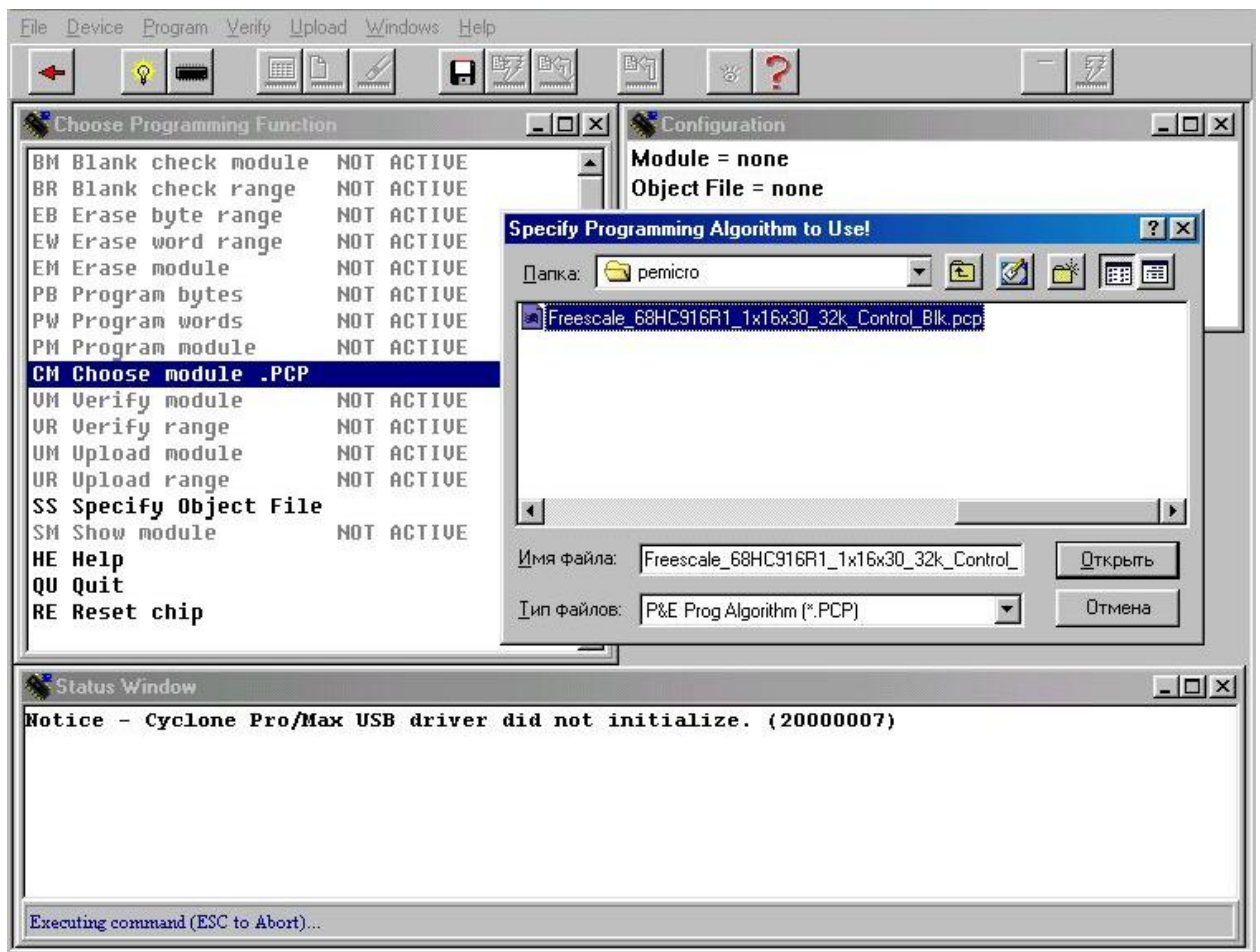 File Device Program Verify Upload Windows Help
Choose Programming Function
BM Blank check module NOT ACTIVE
BR Blank check range NOT ACTIVE
EB Erase byte range NOT ACTIVE
EW Erase word range NOT ACTIVE
EM Erase module NOT ACTIVE
PB Program bytes NOT ACTIVE
PW Program words NOT ACTIVE
PM Program module NOT ACTIVE
CM Choose module .PCP
VM Verify module NOT ACTIVE
VR Verify range NOT ACTIVE
UM Upload module NOT ACTIVE
UR Upload range NOT ACTIVE
SS Specify Object File
SM Show module NOT ACTIVE
HE Help
QU Quit
RE Reset chip
Configuration
Module = none
Object File = none
Specify Programming Algorithm to Use!
Папка: pemicro
Freescale_68HC916R1_1x16x30_32k_Control_Blk.pcp
Имя файла: Freescale_68HC916R1_1x16x30_32k_Control_
Открыть
Тип файлов: P&E Prog Algorithm (*.PCP)
Отмена
Status Window
Notice - Cyclone Pro/Max USB driver did not initialize. (20000007)
Executing command (ESC to Abort)...